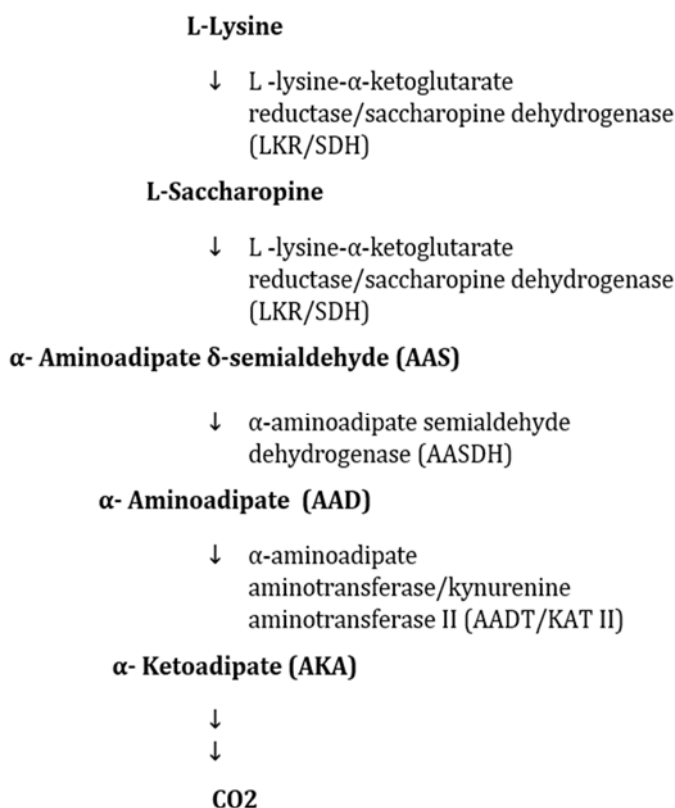 L-Lysine
↓ L -lysine-α-ketoglutarate
reductase/saccharopine dehydrogenase
(LKR/SDH)
L-Saccharopine
↓ L -lysine-α-ketoglutarate
reductase/saccharopine dehydrogenase
(LKR/SDH)
α- Aminoadipate δ-semialdehyde (AAS)
↓ α-aminoadipate semialdehyde
dehydrogenase (AASDH)
α- Aminoadipate (AAD)
↓ α-aminoadipate
aminotransferase/kynurenine
aminotransferase II (AADT/KAT II)
α- Ketoadipate (AKA)
↓
↓
CO2